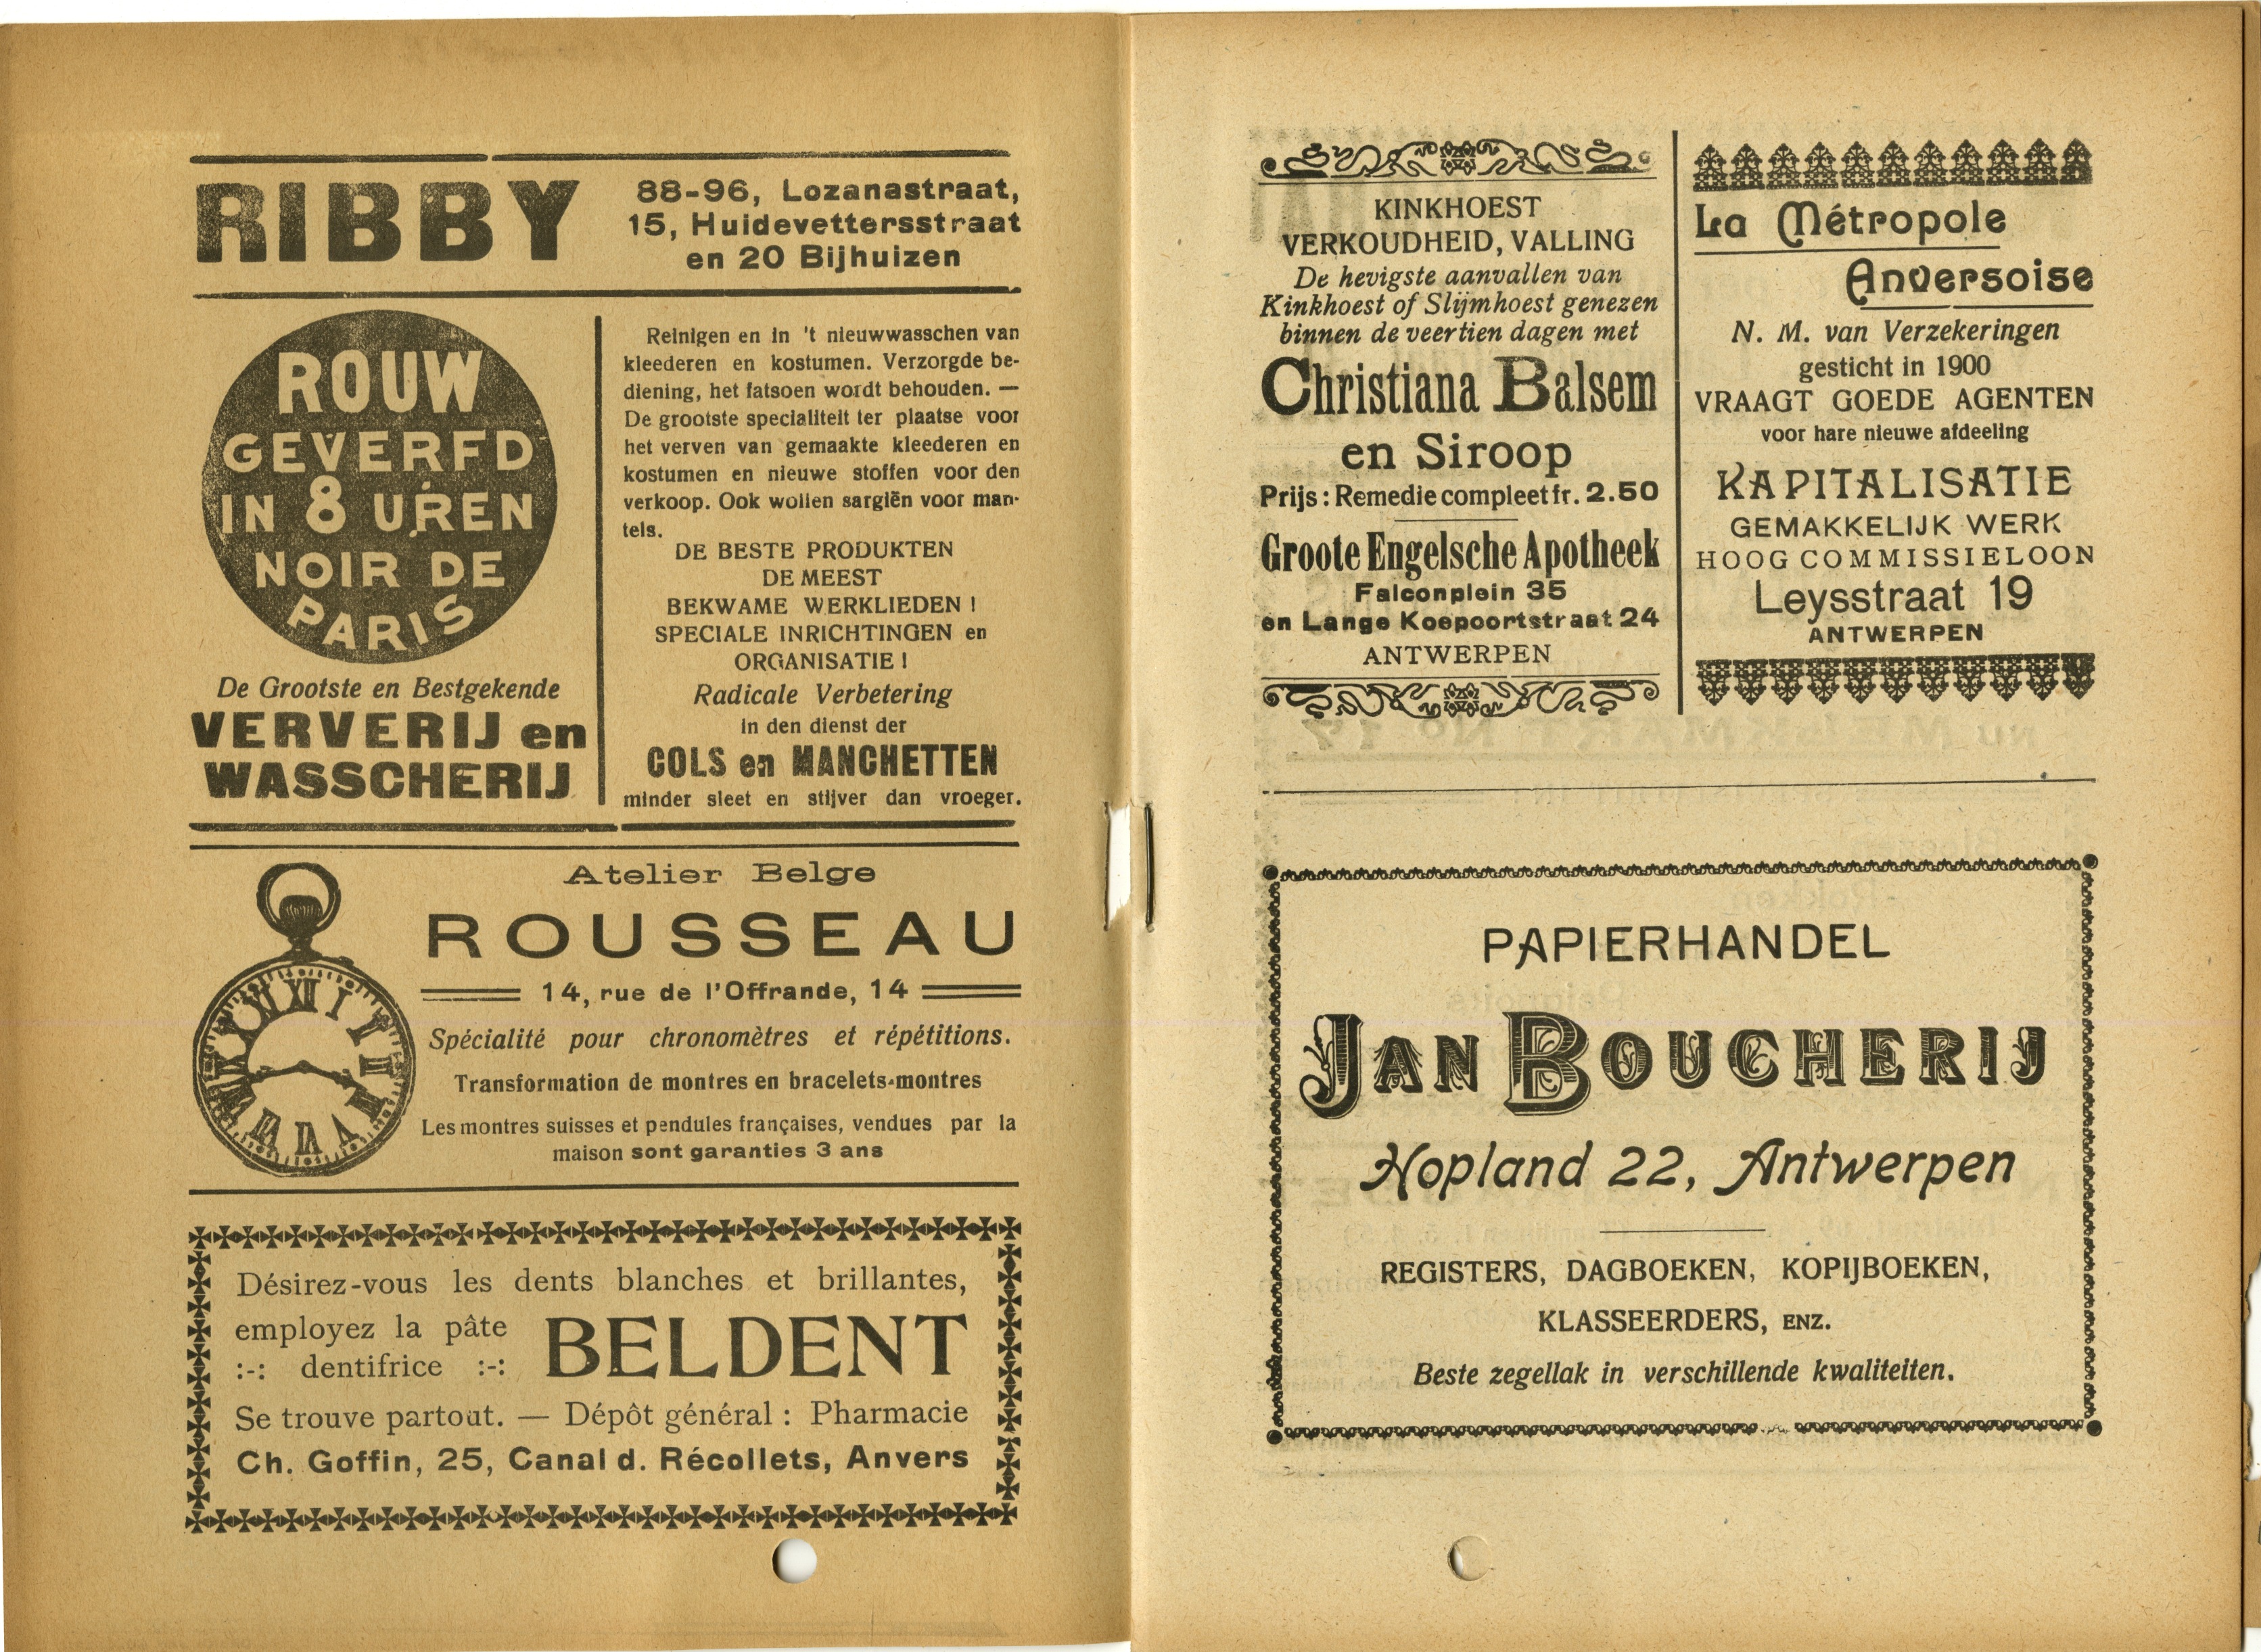 RIBBY
88-96, Lozanastraat,
15, Huidevettersstraat
en 20 Bijhuizen
ROUW
GEVERFD
IN 8 UREN
NOIR DE
PARIS
De Grootste en Bestgekende
VERVERIJ en
WASSCHERIJ
Reinigen en in 't nieuwwasschen van
kleederen en kostumen. Verzorgde be-
diening, het fatsoen wordt behouden. —
De grootste specialiteit ter plaatse voor
het verven van gemaakte kleederen en
kostumen en nieuwe stoffen voor den
verkoop. Ook wollen sargiën voor man-
tels.
DE BESTE PRODUKTEN
DE MEEST
BEKWAME WERKLIEDEN !
SPECIALE INRICHTINGEN en
ORGANISATIE !
Radicale Verbetering
in den dienst der
COLS en MANCHETTEN
minder sleet en stijver dan vroeger.
Atelier Belge
ROUSSEAU
14, rue de l'Offrande, 14
Spécialité pour chronomètres et répétitions.
Transformation de montres en bracelets-montres
Les montres suisses et pendules françaises, vendues par la
maison sont garanties 3 ans
XII I II III IIII V VI VII VIII IX X XI
Désirez-vous les dents blanches et brillantes,
employez la pâte
:-: dentifrice :-:
BELDENT
Se trouve partout. — Dépôt général : Pharmacie
Ch. Goffin, 25, Canal d. Récollets, Anvers
KINKHOEST
VERKOUDHEID, VALLING
De hevigste aanvallen van
Kinkhoest of Slijmhoest genezen
binnen de veertien dagen met
Christiana Balsem
en Siroop
Prijs : Remedie compleet fr. 2.50
Groote Engelsche Apotheek
Falconplein 35
en Lange Koepoortstraat 24
ANTWERPEN
La Métropole
Anversoise
N. M. van Verzekeringen
gesticht in 1900
VRAAGT GOEDE AGENTEN
voor hare nieuwe afdeeling
KAPITALISATIE
GEMAKKELIJK WERK
HOOG COMMISSIELOON
Leysstraat 19
ANTWERPEN
PAPIERHANDEL
JAN BOUCHERIJ
Hopland 22, Antwerpen
REGISTERS, DAGBOEKEN, KOPIJBOEKEN,
KLASSEERDERS, ENZ.
Beste zegellak in verschillende kwaliteiten.